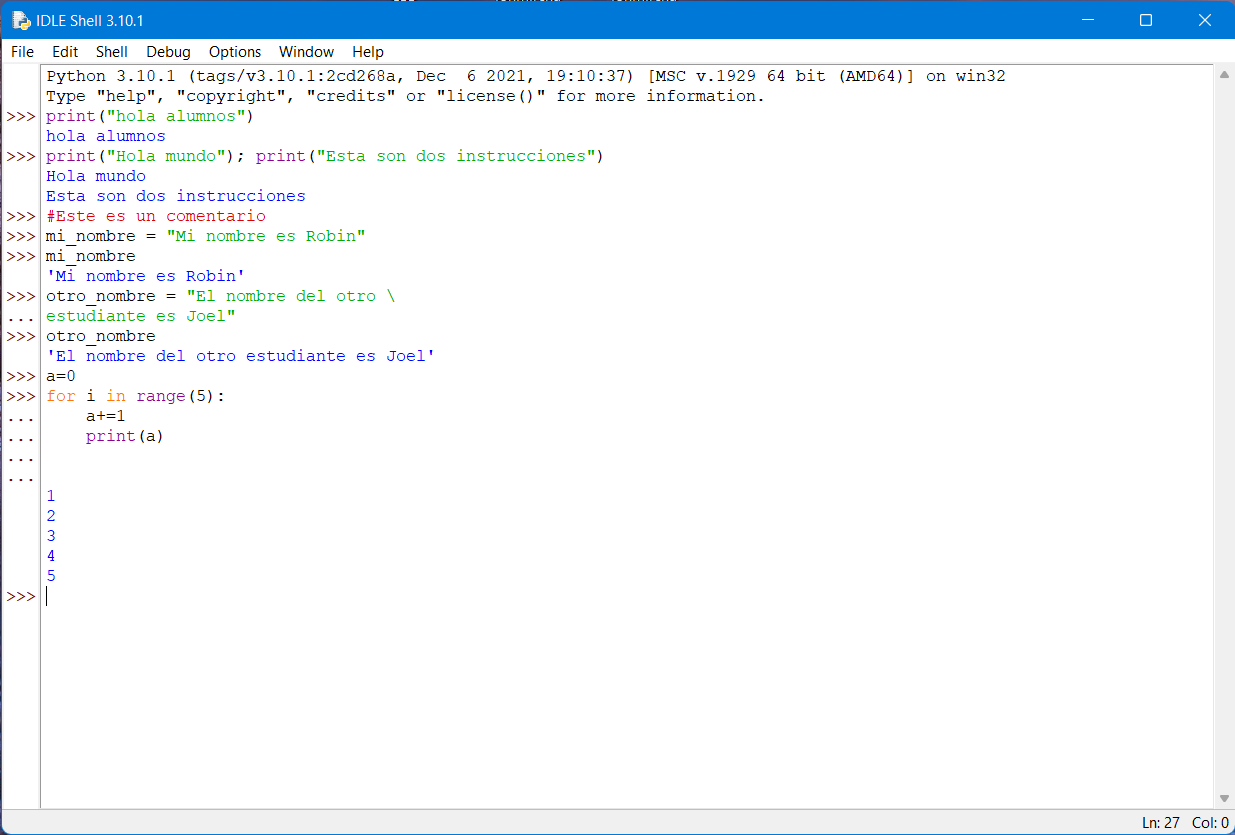 IDLE Shell 3.10.1
File Edit Shell Debug Options Window Help
Python 3.10.1 (tags/v3.10.1:2cd268a, Dec  6 2021, 19:10:37) [MSC v.1929 64 bit (AMD64)] on win32
Type "help", "copyright", "credits" or "license()" for more information.
>>> print("hola alumnos")
hola alumnos
>>> print("Hola mundo"); print("Esta son dos instrucciones")
Hola mundo
Esta son dos instrucciones
>>> #Este es un comentario
>>> mi_nombre = "Mi nombre es Robin"
>>> mi_nombre
'Mi nombre es Robin'
>>> otro_nombre = "El nombre del otro \
... estudiante es Joel"
>>> otro_nombre
'El nombre del otro estudiante es Joel'
>>> a=0
>>> for i in range(5):
...     a+=1
...     print(a)
...
...
1
2
3
4
5
>>>
Ln: 27 Col: 0